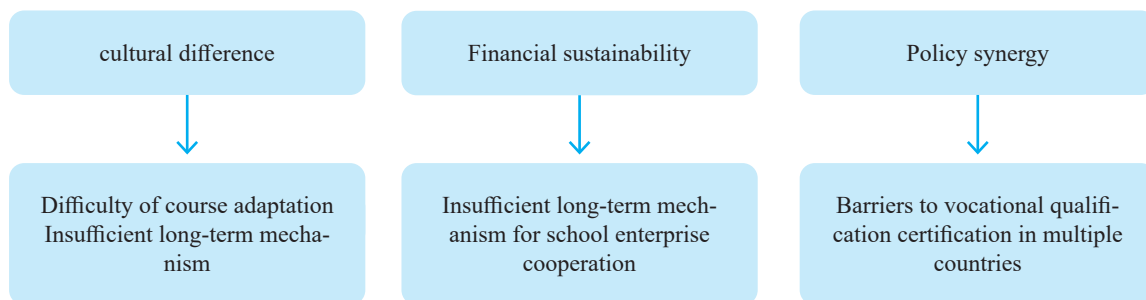 cultural difference
Financial sustainability
Policy synergy
Difficulty of course adaptation
Insufficient long-term mecha-
nism
Insufficient long-term mech-
anism for school enterprise
cooperation
Barriers to vocational qualifi-
cation certification in multiple
countries